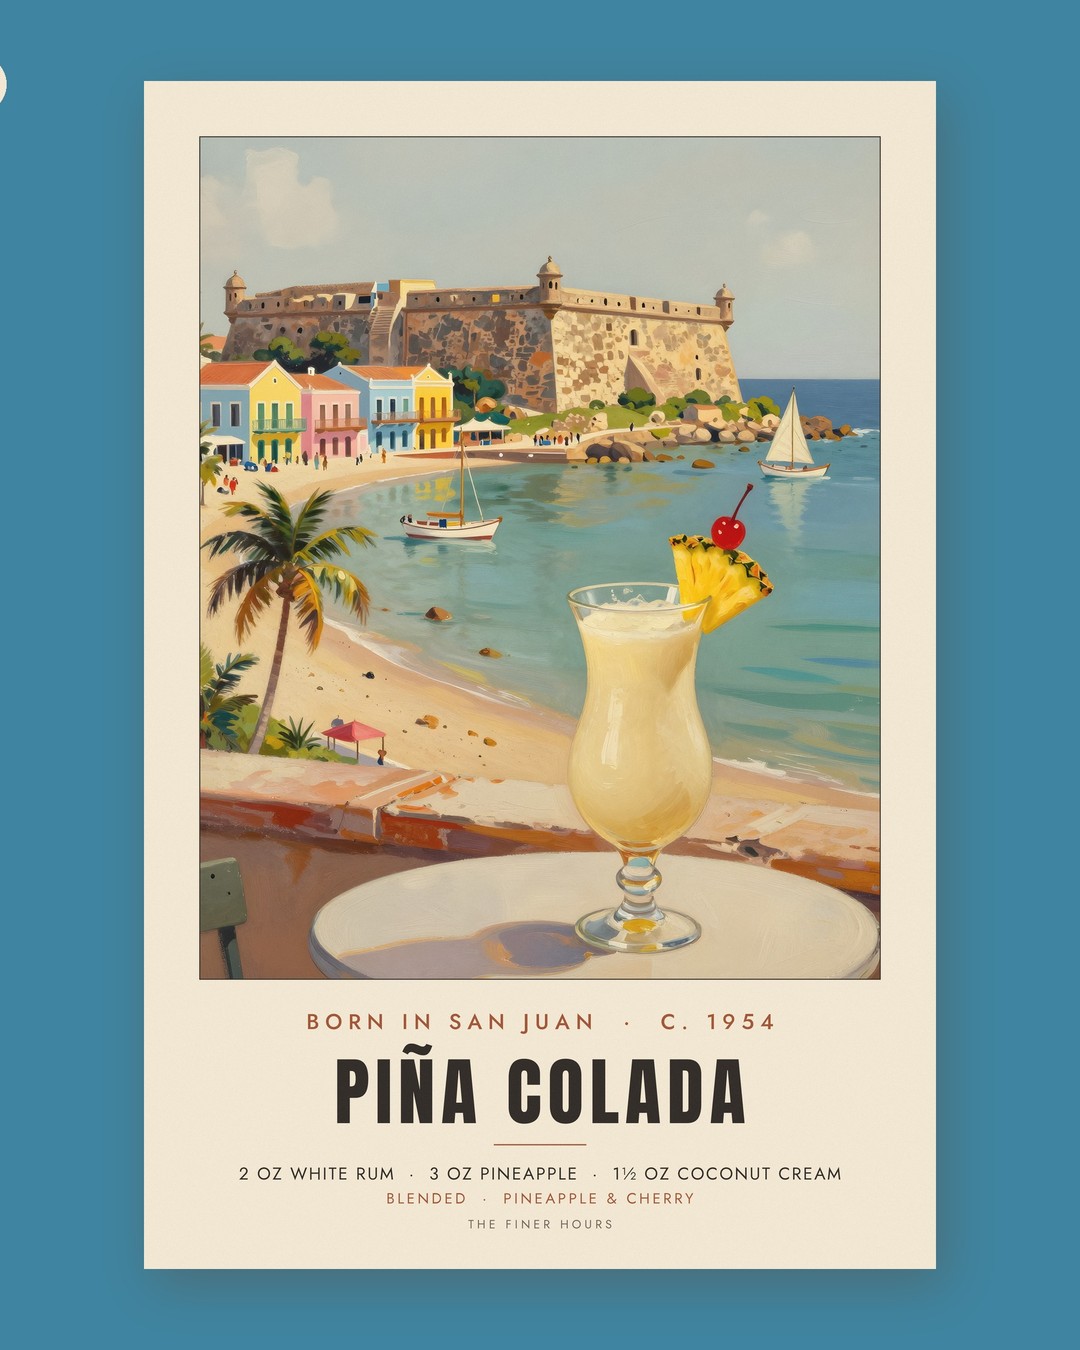 BORN IN SAN JUAN · C. 1954
PIÑA COLADA
2 OZ WHITE RUM · 3 OZ PINEAPPLE · 1½ OZ COCONUT CREAM
BLENDED · PINEAPPLE & CHERRY
THE FINER HOURS